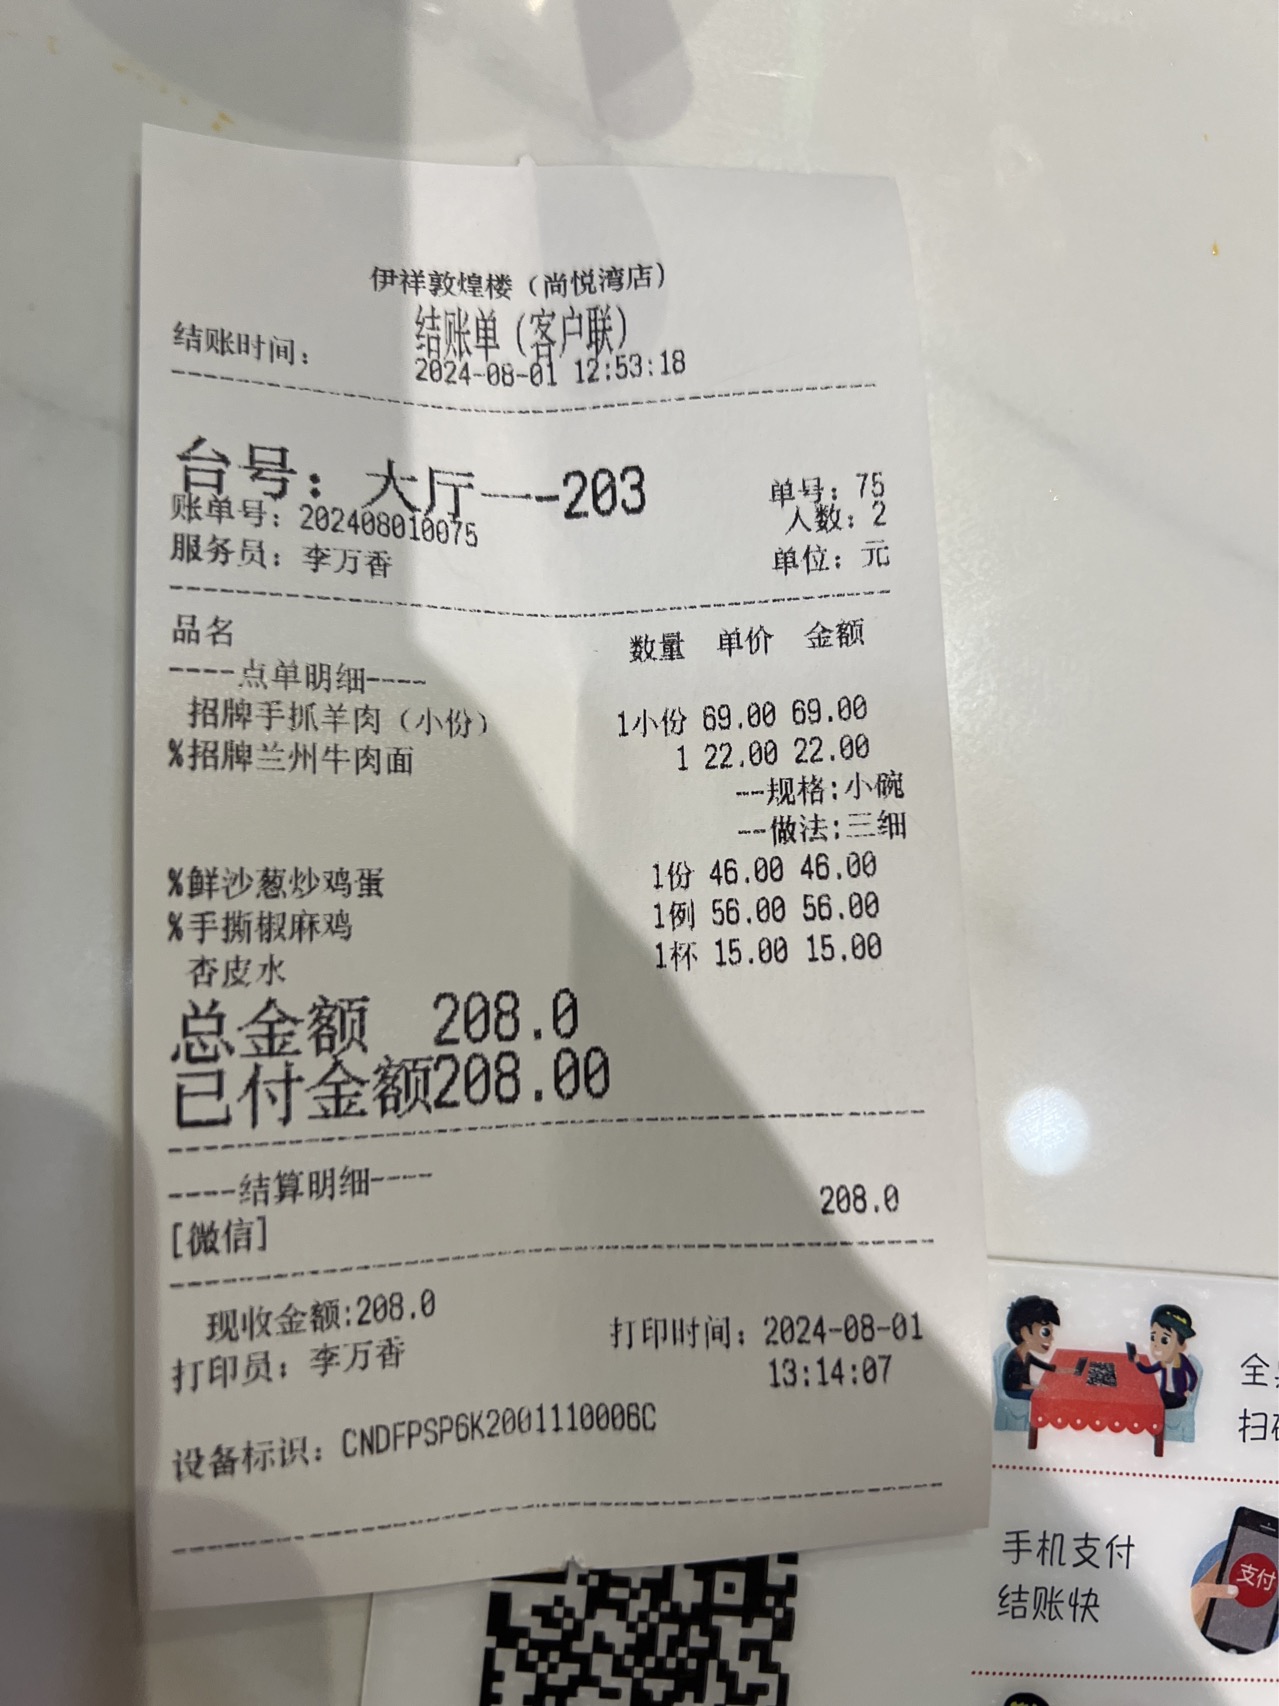 伊祥敦煌楼（尚悦湾店）
结账单（客户联）
结账时间： 2024-08-01 12:53:18
台号：大厅---203
单号：75
账单号：202408010075 人数：2
服务员：李万香 单位：元
品名 数量 单价 金额
----点单明细----
招牌手抓羊肉（小份） 1小份 69.00 69.00
%招牌兰州牛肉面 1 22.00 22.00
--规格:小碗
--做法:三细
%鲜沙葱炒鸡蛋 1份 46.00 46.00
%手撕椒麻鸡 1例 56.00 56.00
杏皮水 1杯 15.00 15.00
总金额 208.0
已付金额208.00
----结算明细----
[微信] 208.0
现收金额:208.0
打印员：李万香 打印时间：2024-08-01
13:14:07
设备标识：CNDFPSP6K2001110006C
手机支付
结账快
支付